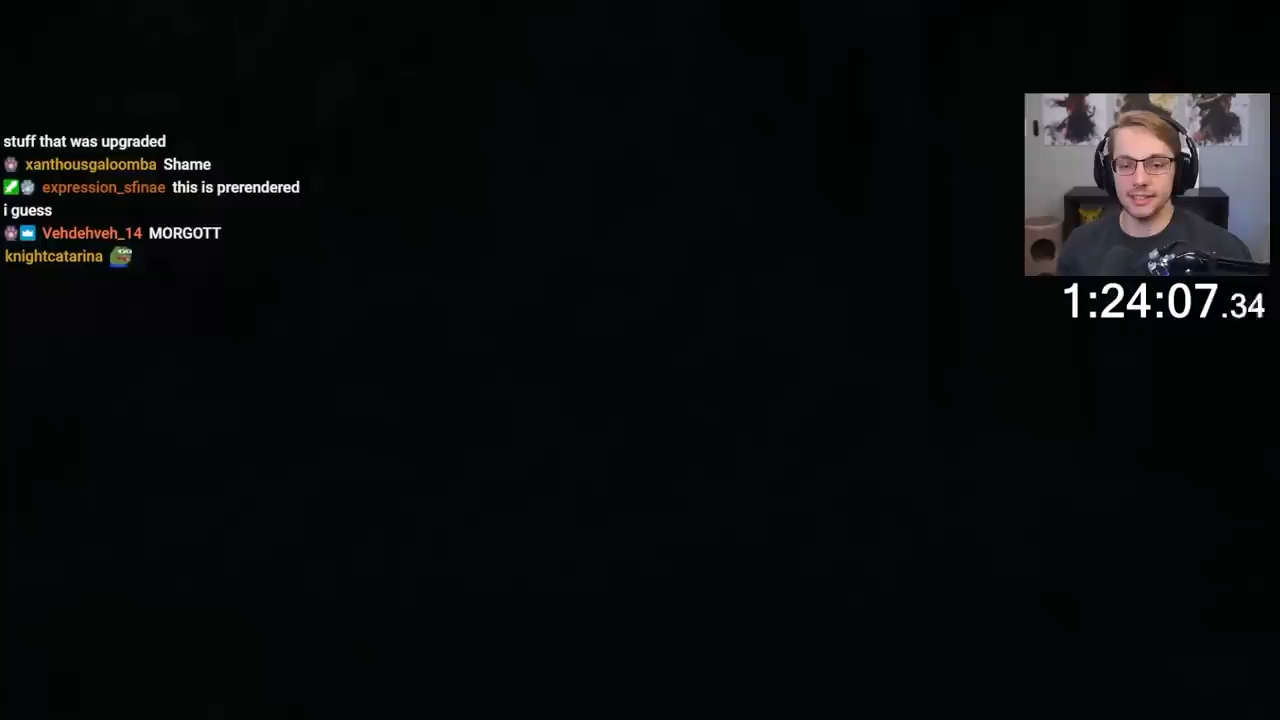 stuff that was upgraded
xanthousgaloomba Shame
expression_sfinae this is prerendered
i guess
Vehdehveh_14 MORGOTT
knightcatarina
1:24:07.34